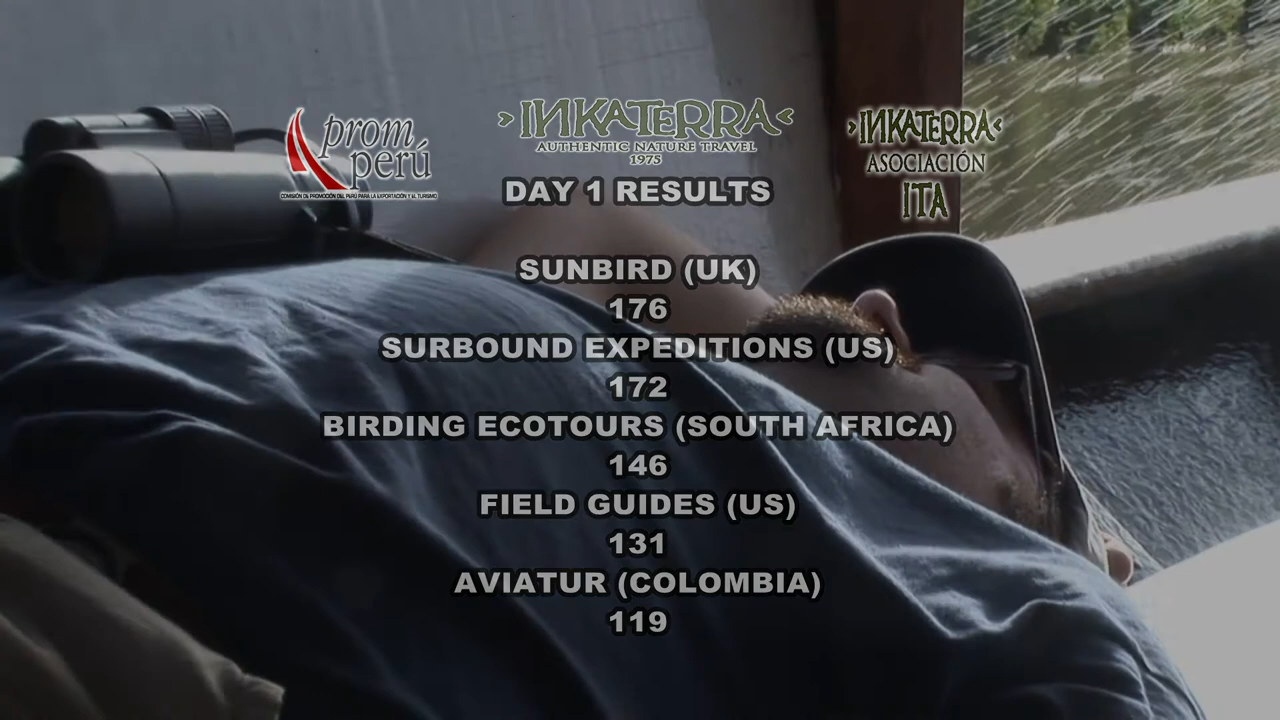 prom
perú
COMISIÓN DE PROMOCIÓN DEL PERÚ PARA LA EXPORTACIÓN Y EL TURISMO
INKATERRA
AUTHENTIC NATURE TRAVEL
1975
INKATERRA
ASOCIACIÓN
ITA
DAY 1 RESULTS
SUNBIRD (UK)
176
SURBOUND EXPEDITIONS (US)
172
BIRDING ECOTOURS (SOUTH AFRICA)
146
FIELD GUIDES (US)
131
AVIATUR (COLOMBIA)
119